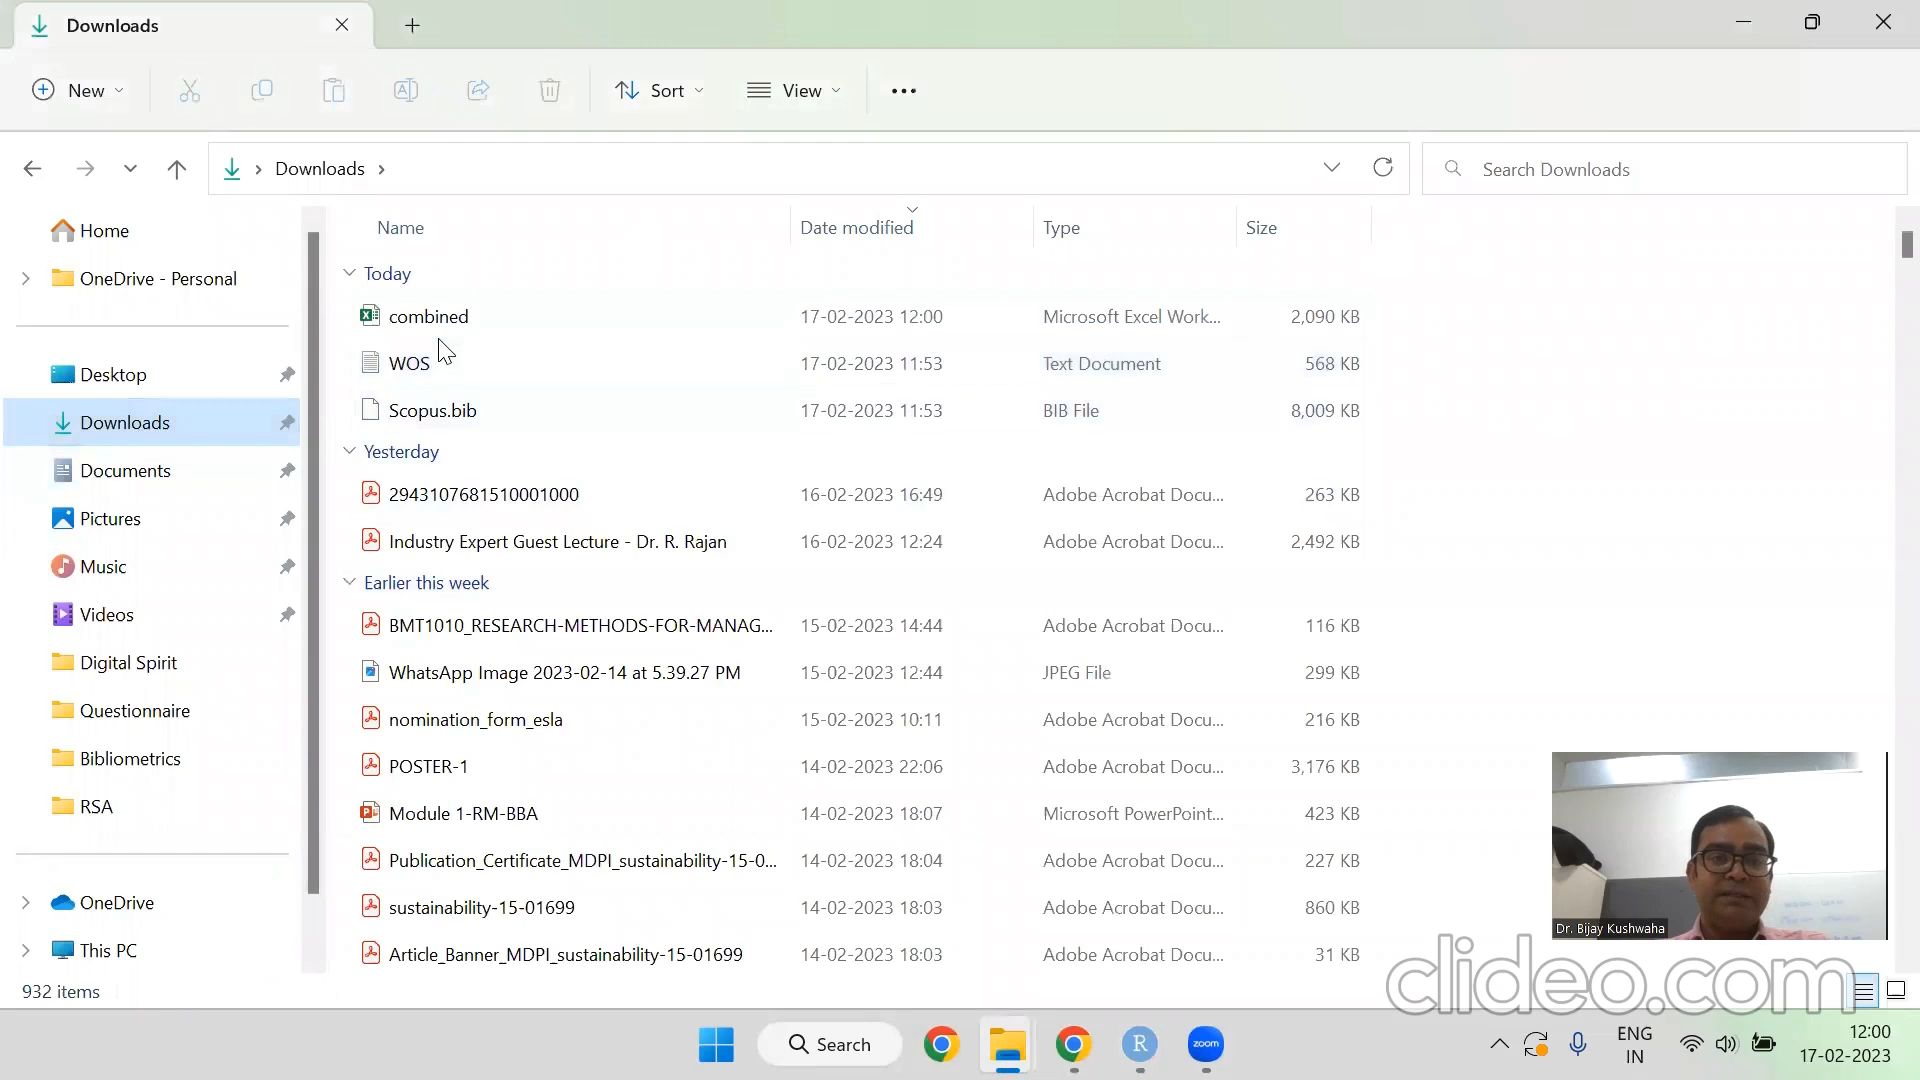 Downloads
New
Sort
View
Downloads
Search Downloads
Name
Date modified
Type
Size
Home
OneDrive - Personal
Desktop
Downloads
Documents
Pictures
Music
Videos
Digital Spirit
Questionnaire
Bibliometrics
RSA
OneDrive
This PC
Today
combined 17-02-2023 12:00 Microsoft Excel Work... 2,090 KB
WOS 17-02-2023 11:53 Text Document 568 KB
Scopus.bib 17-02-2023 11:53 BIB File 8,009 KB
Yesterday
2943107681510001000 16-02-2023 16:49 Adobe Acrobat Docu... 263 KB
Industry Expert Guest Lecture - Dr. R. Rajan 16-02-2023 12:24 Adobe Acrobat Docu... 2,492 KB
Earlier this week
BMT1010_RESEARCH-METHODS-FOR-MANAG... 15-02-2023 14:44 Adobe Acrobat Docu... 116 KB
WhatsApp Image 2023-02-14 at 5.39.27 PM 15-02-2023 12:44 JPEG File 299 KB
nomination_form_esla 15-02-2023 10:11 Adobe Acrobat Docu... 216 KB
POSTER-1 14-02-2023 22:06 Adobe Acrobat Docu... 3,176 KB
Module 1-RM-BBA 14-02-2023 18:07 Microsoft PowerPoint... 423 KB
Publication_Certificate_MDPI_sustainability-15-0... 14-02-2023 18:04 Adobe Acrobat Docu... 227 KB
sustainability-15-01699 14-02-2023 18:03 Adobe Acrobat Docu... 860 KB
Article_Banner_MDPI_sustainability-15-01699 14-02-2023 18:03 Adobe Acrobat Docu... 31 KB
Dr. Bijay Kushwaha
clideo.com
932 items
Search
R
zoom
ENG
IN
12:00
17-02-2023